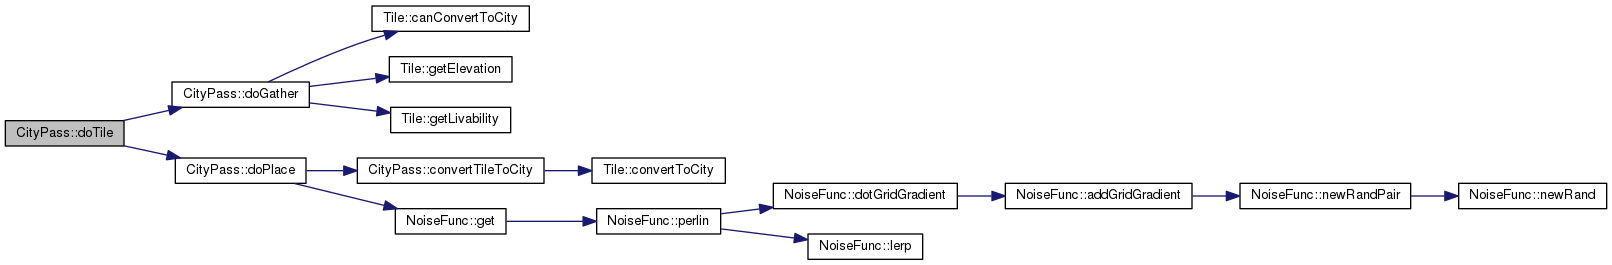 Tile::canConvertToCity
Tile::getElevation
CityPass::doGather
Tile::getLivability
CityPass::doTile
CityPass::doPlace
CityPass::convertTileToCity
Tile::convertToCity
NoiseFunc::dotGridGradient
NoiseFunc::addGridGradient
NoiseFunc::newRandPair
NoiseFunc::newRand
NoiseFunc::get
NoiseFunc::perlin
NoiseFunc::lerp